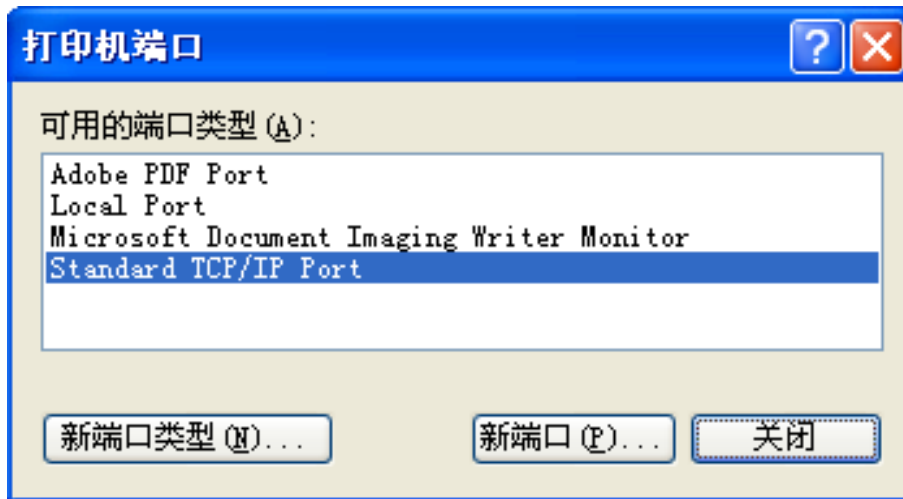 打印机端口
可用的端口类型(A):
Adobe PDF Port
Local Port
Microsoft Document Imaging Writer Monitor
Standard TCP/IP Port
新端口类型(N)... 新端口(P)... 关闭